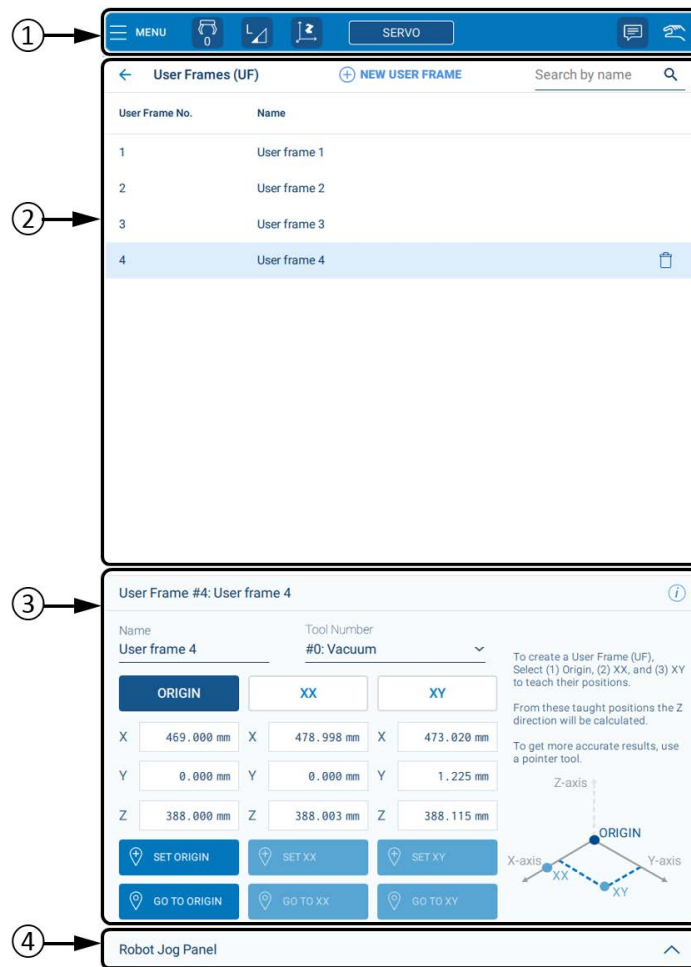 ①
MENU
0
L
Z
SERVO
②
User Frames (UF)
NEW USER FRAME
Search by name
User Frame No. Name
1 User frame 1
2 User frame 2
3 User frame 3
4 User frame 4
③
User Frame #4: User frame 4
i
Name Tool Number
User frame 4 #0: Vacuum
ORIGIN XX XY
X 469.000 mm X 478.998 mm X 473.020 mm
Y 0.000 mm Y 0.000 mm Y 1.225 mm
Z 388.000 mm Z 388.003 mm Z 388.115 mm
SET ORIGIN SET XX SET XY
GO TO ORIGIN GO TO XX GO TO XY
To create a User Frame (UF),
Select (1) Origin, (2) XX, and (3) XY
to teach their positions.
From these taught positions the Z
direction will be calculated.
To get more accurate results, use
a pointer tool.
Z-axis
ORIGIN
X-axis Y-axis
XX
XY
④
Robot Jog Panel